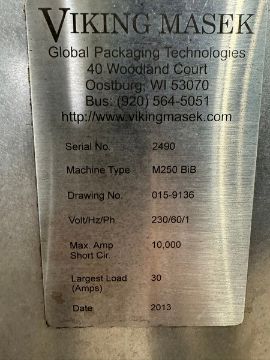 VIKING MASEK
Global Packaging Technologies
40 Woodland Court
Oostburg, WI 53070
Bus: (920) 564-5051
http://www.vikingmasek.com
Serial No. 2490
Machine Type M250 BiB
Drawing No. 015-9136
Volt/Hz/Ph 230/60/1
Max. Amp 10,000
Short Cir.
Largest Load 30
(Amps)
Date 2013